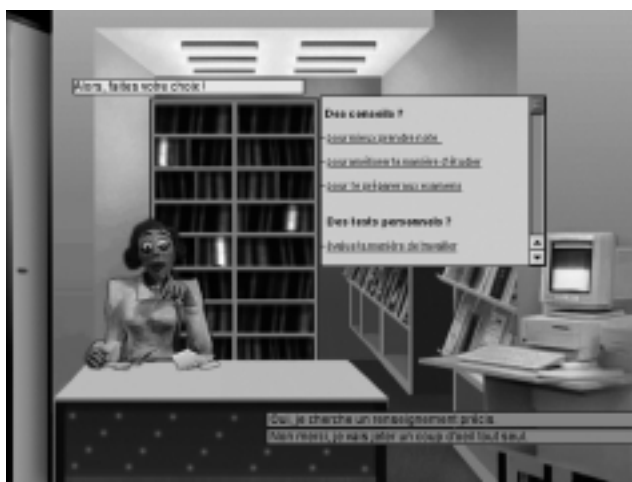 Alors, faites votre choix !
Des conseils ?
pour mieux prendre note
pour améliorer ta manière d'étudier
pour te préparer aux examens
Des tests personnels ?
évalue ta manière de travailler
Oui, je cherche un renseignement précis.
Non merci, je vais jeter un coup d'oeil tout seul.